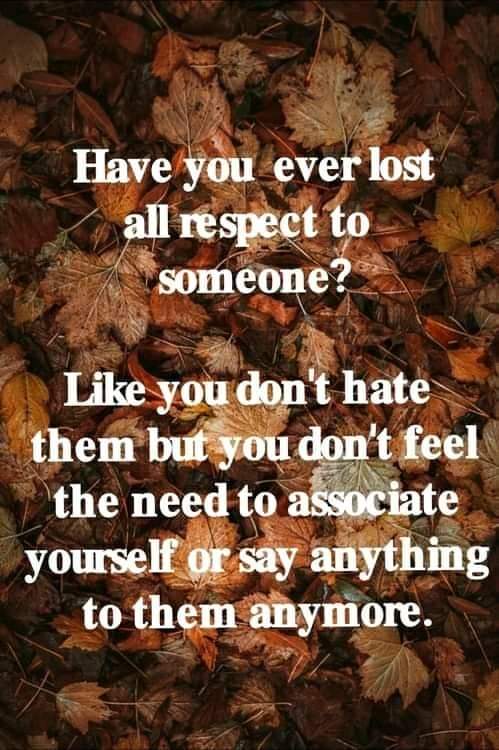 Have you ever lost
all respect to
someone?
Like you don't hate
them but you don't feel
the need to associate
yourself or say anything
to them anymore.